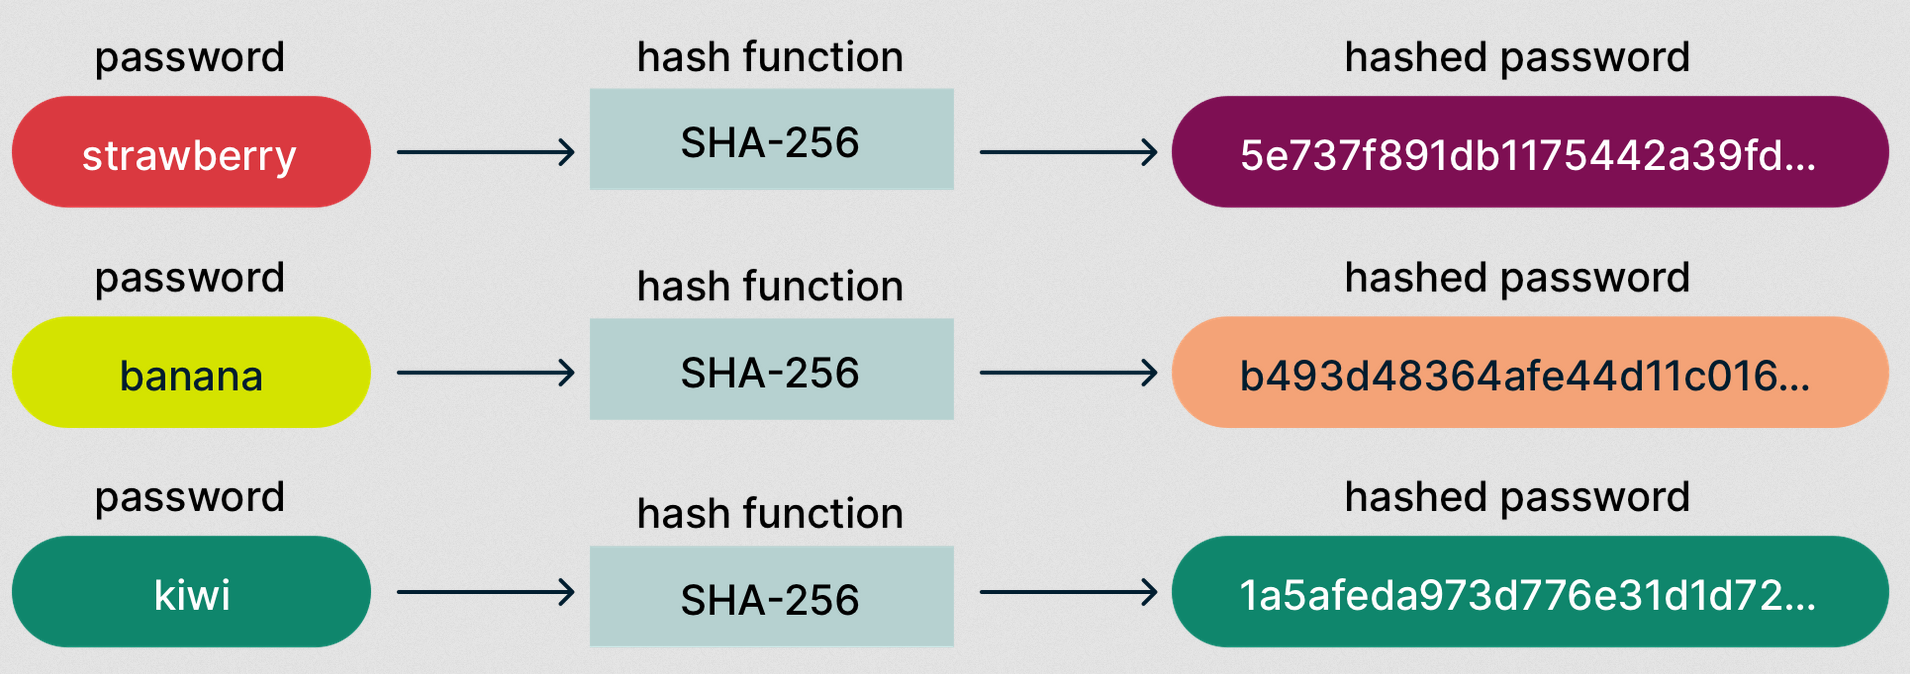 password
hash function
hashed password
strawberry
SHA-256
5e737f891db1175442a39fd...
password
hash function
hashed password
banana
SHA-256
b493d48364afe44d11c016...
password
hash function
hashed password
kiwi
SHA-256
1a5afeda973d776e31d1d72...